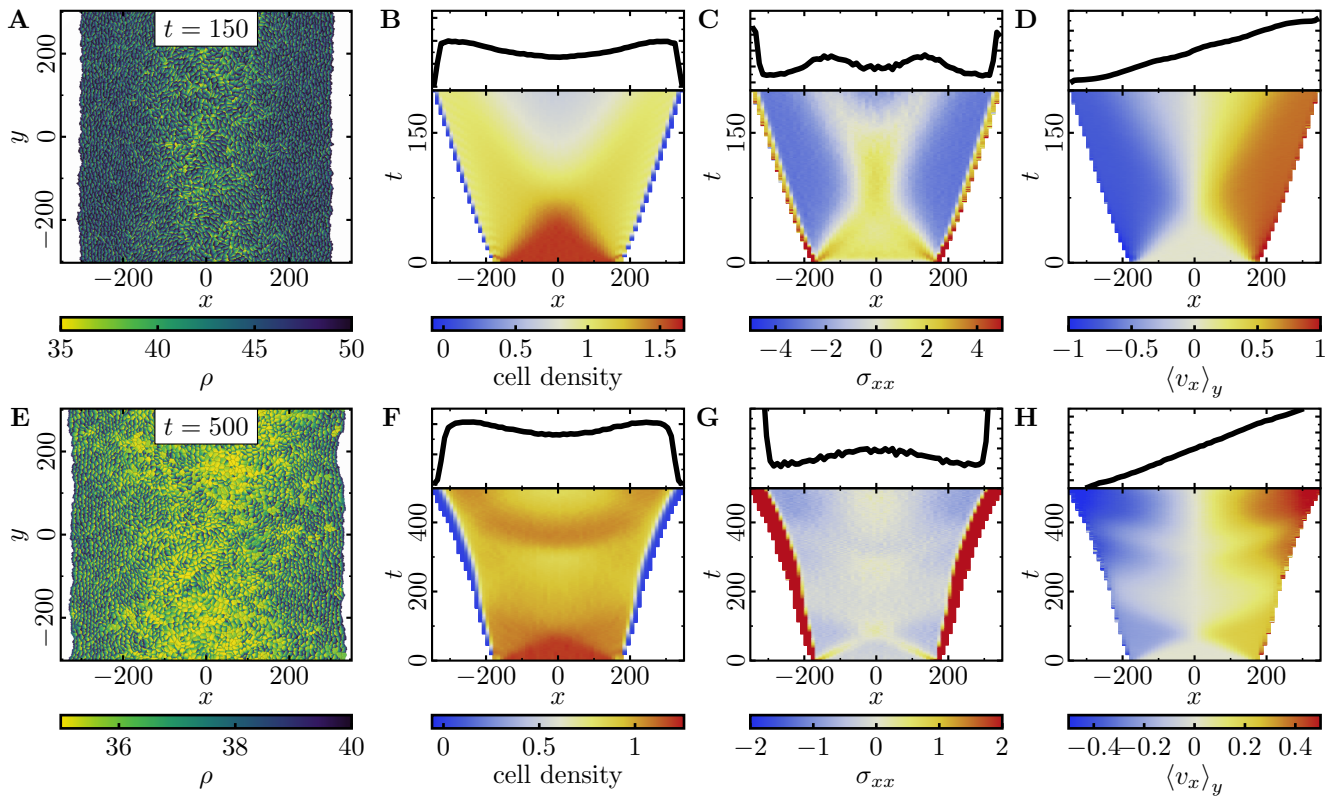 A
t = 150
200
0
−200
y
−200 0 200
x
35 40 45 50
ρ
B
150
0
t
−200 0 200
x
0 0.5 1 1.5
cell density
C
150
0
t
−200 0 200
x
−4 −2 0 2 4
σxx
D
150
0
t
−200 0 200
x
−1 −0.5 0 0.5 1
⟨vx⟩y
E
t = 500
200
0
−200
y
−200 0 200
x
36 38 40
ρ
F
400
200
0
t
−200 0 200
x
0 0.5 1
cell density
G
400
200
0
t
−200 0 200
x
−2 −1 0 1 2
σxx
H
400
200
0
t
−200 0 200
x
−0.4 −0.2 0 0.2 0.4
⟨vx⟩y